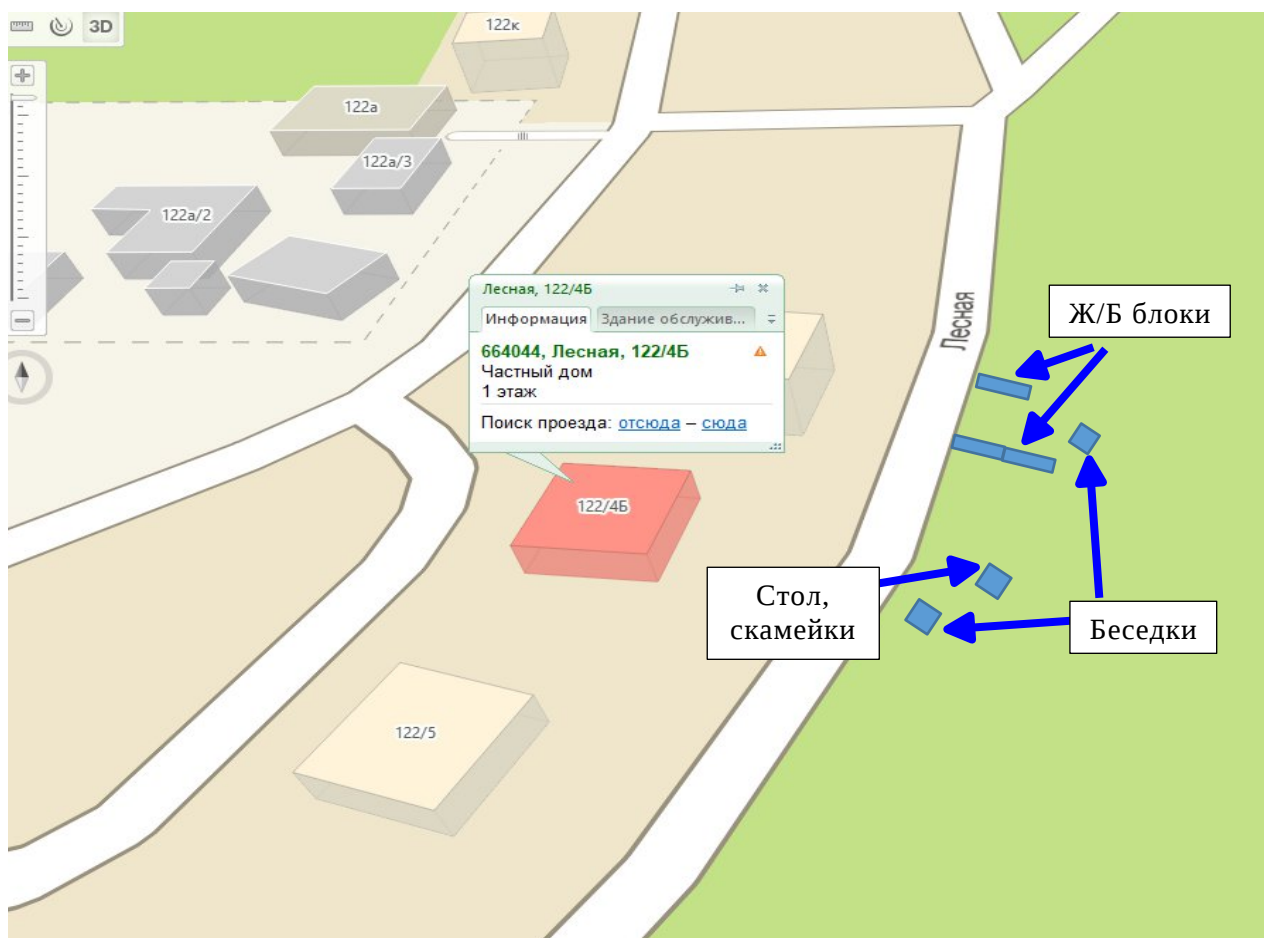 3D
122к
122а
122а/3
122а/2
Лесная, 122/4Б
Информация Здание обслужив...
664044, Лесная, 122/4Б
Частный дом
1 этаж
Поиск проезда: отсюда – сюда
Лесная
Ж/Б блоки
122/4Б
Стол,
скамейки
Беседки
122/5